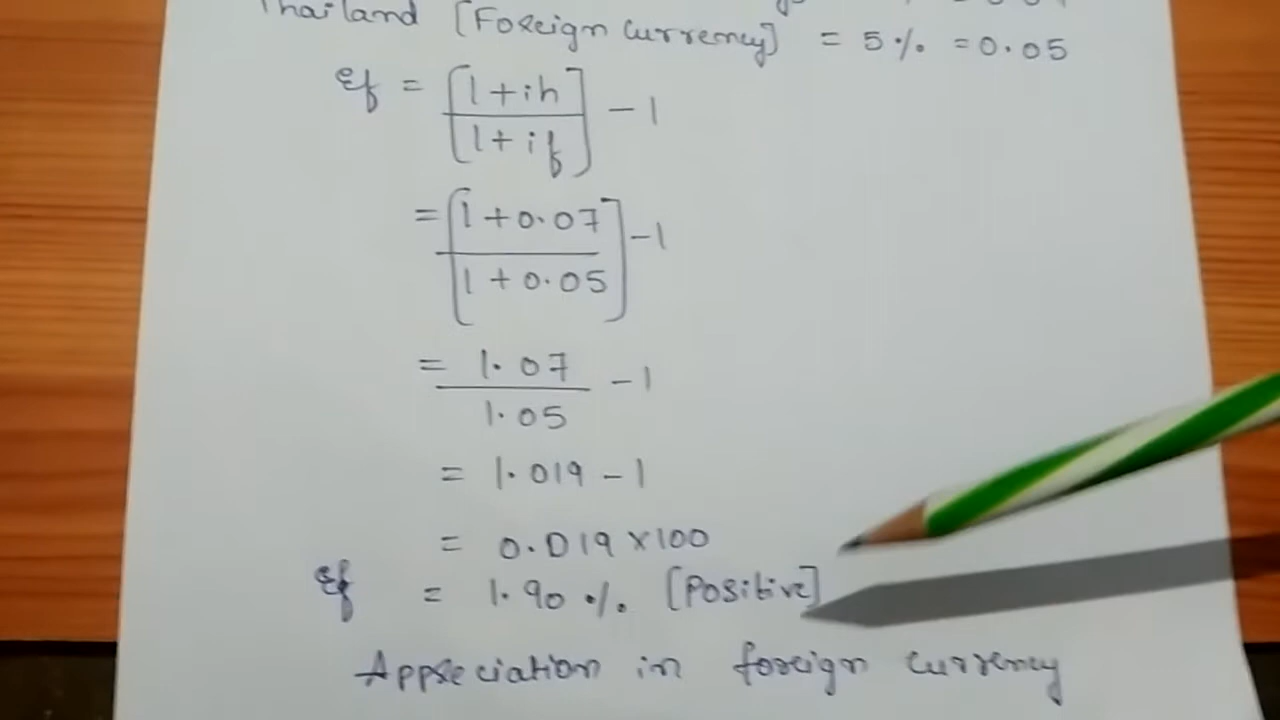 Thailand [Foreign Currency] = 5% = 0.05
ef = [1+ih]/[1+if] - 1
= [1+0.07]/[1+0.05] - 1
= 1.07/1.05 - 1
= 1.019 - 1
= 0.019 x 100
ef = 1.90 %. [Positive]
Appreciation in foreign currency